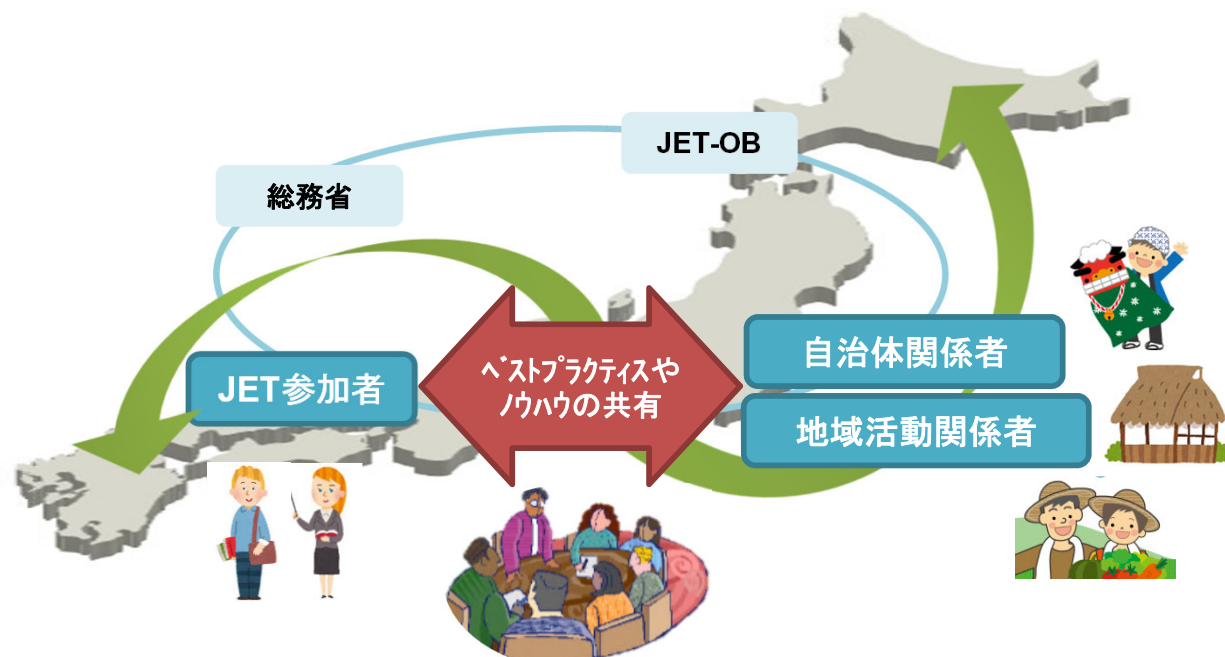 JET-OB
総務省
自治体関係者
JET参加者
ﾍﾞｽﾄﾌﾟﾗｸﾃｨｽや
ﾉｳﾊｳの共有
地域活動関係者